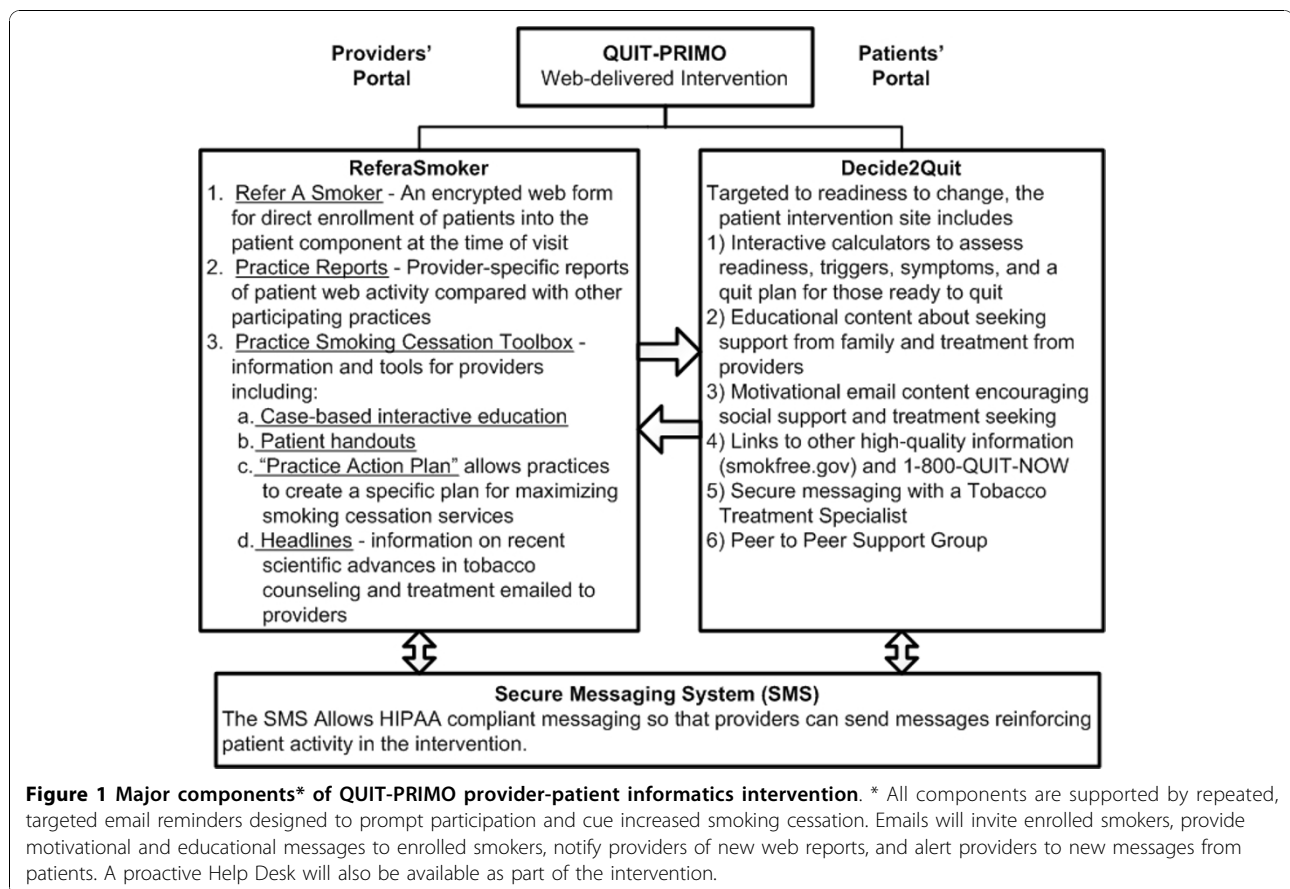 Providers'
Portal
QUIT-PRIMO
Web-delivered Intervention
Patients'
Portal
ReferaSmoker
1. Refer A Smoker - An encrypted web form
for direct enrollment of patients into the
patient component at the time of visit
2. Practice Reports - Provider-specific reports
of patient web activity compared with other
participating practices
3. Practice Smoking Cessation Toolbox -
information and tools for providers
including:
a. Case-based interactive education
b. Patient handouts
c. “Practice Action Plan” allows practices
to create a specific plan for maximizing
smoking cessation services
d. Headlines - information on recent
scientific advances in tobacco
counseling and treatment emailed to
providers
Decide2Quit
Targeted to readiness to change, the
patient intervention site includes
1) Interactive calculators to assess
readiness, triggers, symptoms, and a
quit plan for those ready to quit
2) Educational content about seeking
support from family and treatment from
providers
3) Motivational email content encouraging
social support and treatment seeking
4) Links to other high-quality information
(smokfree.gov) and 1-800-QUIT-NOW
5) Secure messaging with a Tobacco
Treatment Specialist
6) Peer to Peer Support Group
Secure Messaging System (SMS)
The SMS Allows HIPAA compliant messaging so that providers can send messages reinforcing
patient activity in the intervention.
Figure 1 Major components* of QUIT-PRIMO provider-patient informatics intervention. * All components are supported by repeated,
targeted email reminders designed to prompt participation and cue increased smoking cessation. Emails will invite enrolled smokers, provide
motivational and educational messages to enrolled smokers, notify providers of new web reports, and alert providers to new messages from
patients. A proactive Help Desk will also be available as part of the intervention.